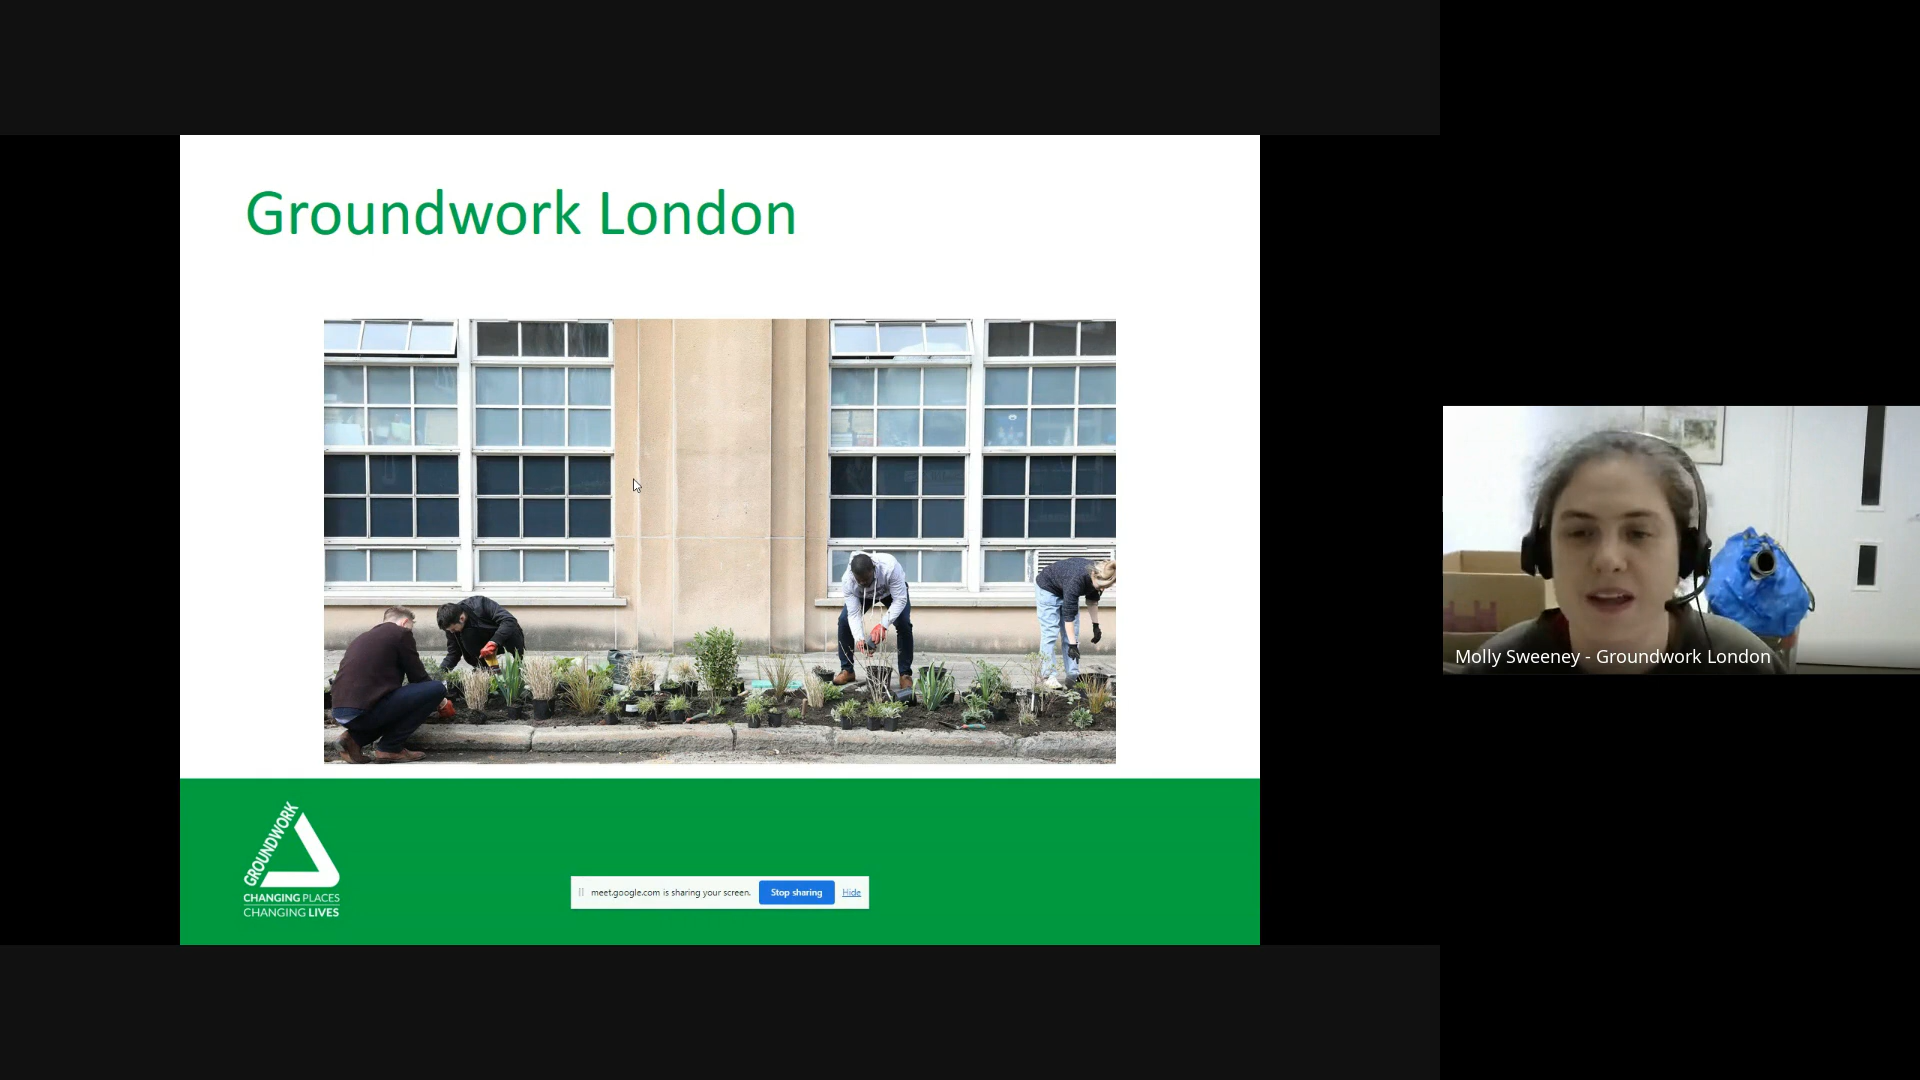 Groundwork London
GROUNDWORK
CHANGING PLACES
CHANGING LIVES
meet.google.com is sharing your screen.
Stop sharing
Hide
Molly Sweeney - Groundwork London